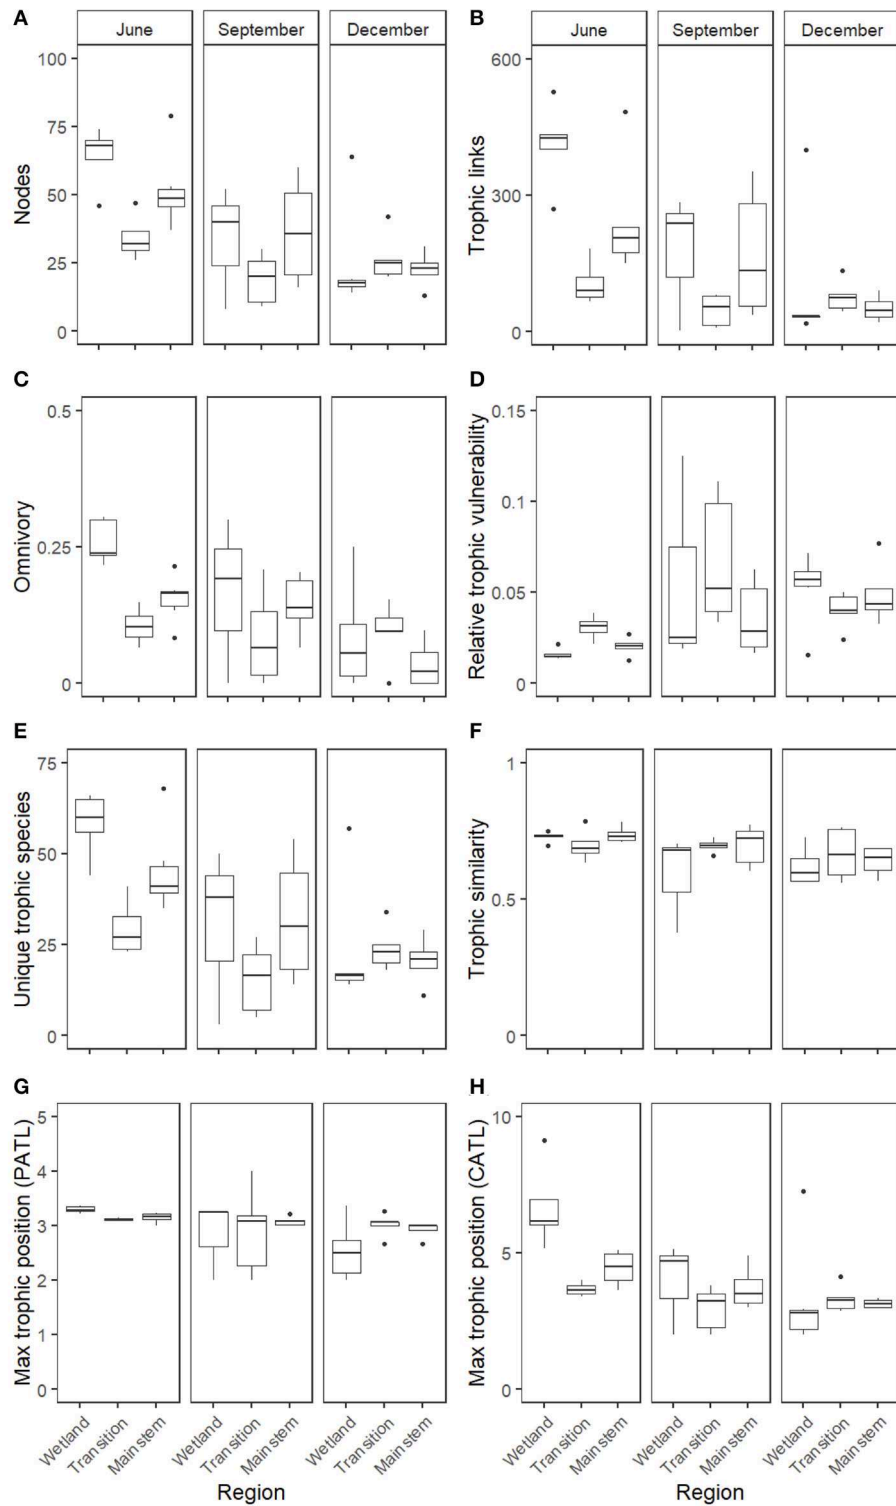 A
B
June
September
December
June
September
December
100
75
50
25
0
Nodes
600
300
0
Trophic links
C
D
0.5
0.25
0
Omnivory
0.15
0.1
0.05
0
Relative trophic vulnerability
E
F
75
50
25
0
Unique trophic species
1
0.5
0
Trophic similarity
G
H
5
4
3
2
1
0
Max trophic position (PATL)
10
5
0
Max trophic position (CATL)
Wetland
Transition
Main stem
Wetland
Transition
Main stem
Wetland
Transition
Main stem
Wetland
Transition
Main stem
Wetland
Transition
Main stem
Wetland
Transition
Main stem
Region
Region